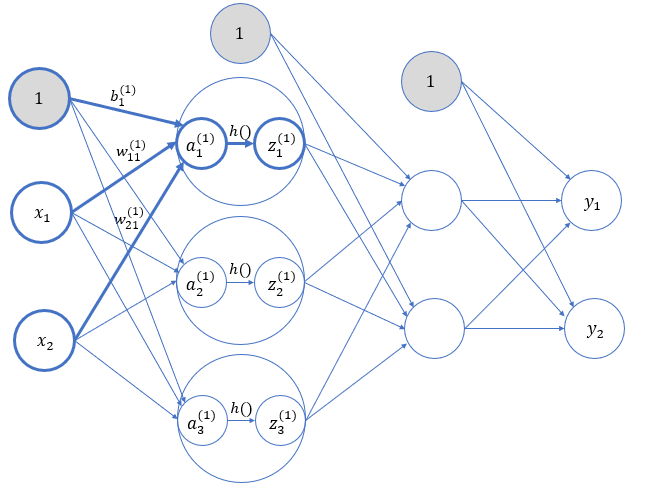 1
1
1
b₁⁽¹⁾
w₁₁⁽¹⁾
w₂₁⁽¹⁾
x₁
x₂
a₁⁽¹⁾ h() z₁⁽¹⁾
a₂⁽¹⁾ h() z₂⁽¹⁾
a₃⁽¹⁾ h() z₃⁽¹⁾
y₁
y₂